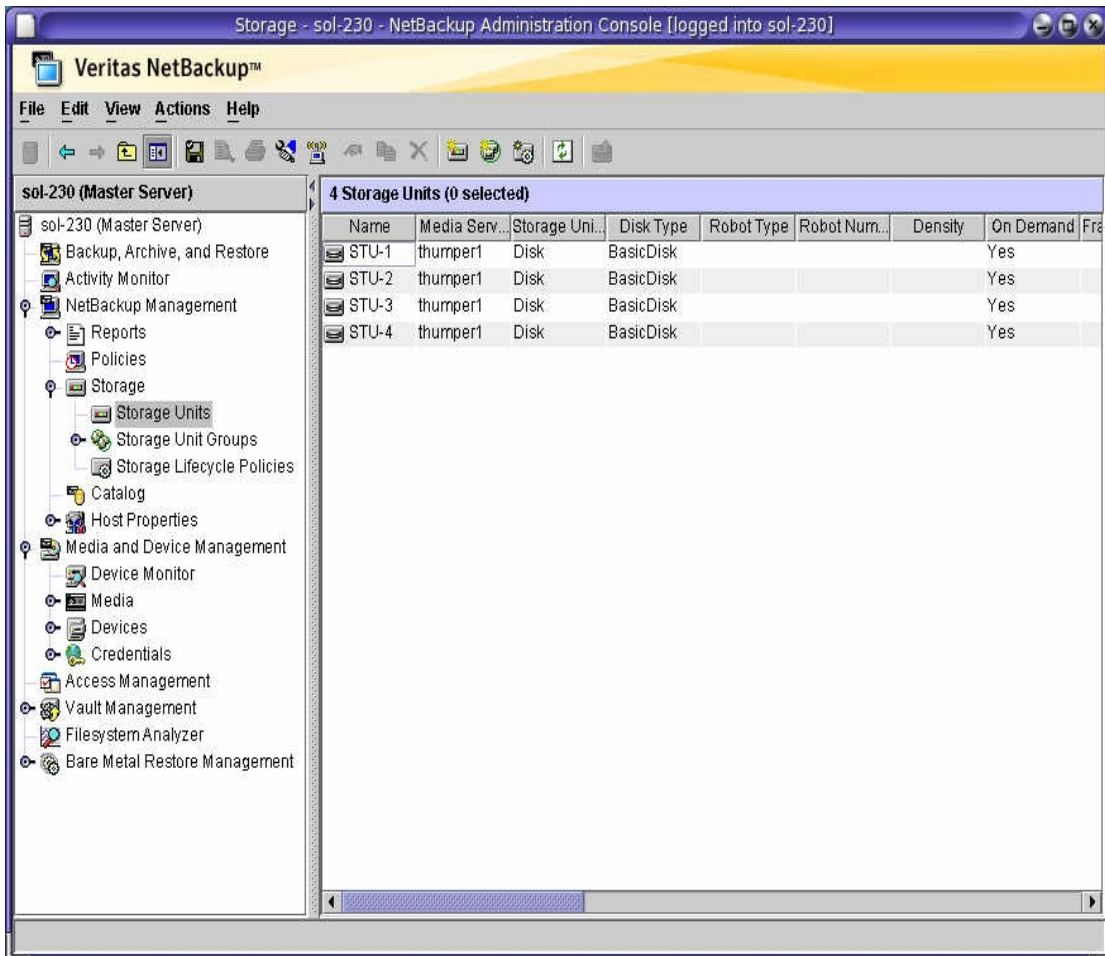 Storage - sol-230 - NetBackup Administration Console [logged into sol-230]
Veritas NetBackup™
File Edit View Actions Help
sol-230 (Master Server)
sol-230 (Master Server)
Backup, Archive, and Restore
Activity Monitor
NetBackup Management
Reports
Policies
Storage
Storage Units
Storage Unit Groups
Storage Lifecycle Policies
Catalog
Host Properties
Media and Device Management
Device Monitor
Media
Devices
Credentials
Access Management
Vault Management
Filesystem Analyzer
Bare Metal Restore Management
4 Storage Units (0 selected)
Name Media Serv... Storage Uni... Disk Type Robot Type Robot Num... Density On Demand Fra
STU-1 thumper1 Disk BasicDisk Yes
STU-2 thumper1 Disk BasicDisk Yes
STU-3 thumper1 Disk BasicDisk Yes
STU-4 thumper1 Disk BasicDisk Yes